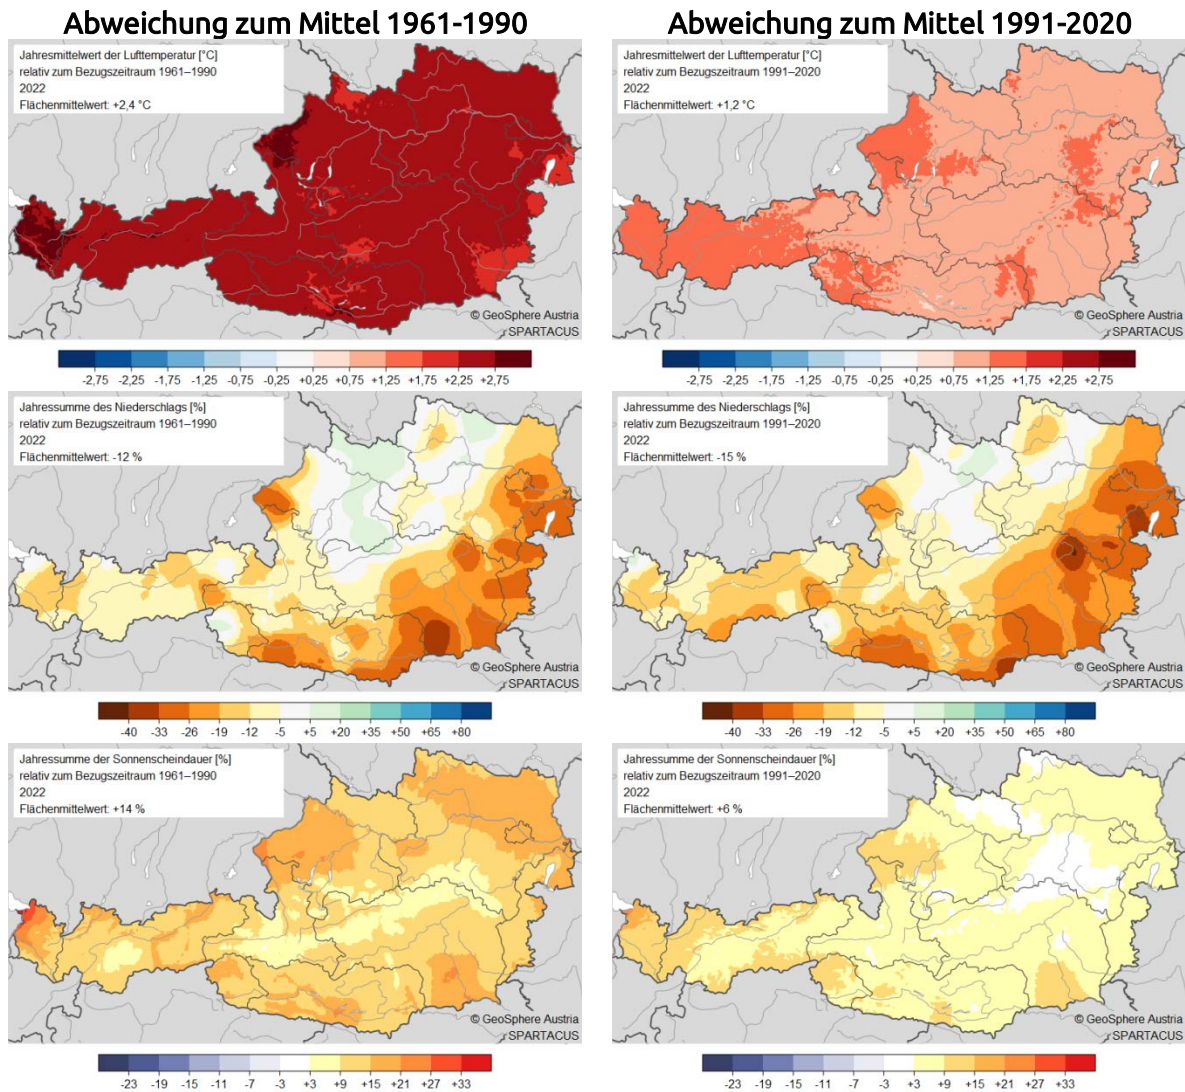 Abweichung zum Mittel 1961-1990
Abweichung zum Mittel 1991-2020
Jahresmittelwert der Lufttemperatur [°C]
relativ zum Bezugszeitraum 1961–1990
2022
Flächenmittelwert: +2,4 °C
© GeoSphere Austria
SPARTACUS
-2,75 -2,25 -1,75 -1,25 -0,75 -0,25 +0,25 +0,75 +1,25 +1,75 +2,25 +2,75
Jahresmittelwert der Lufttemperatur [°C]
relativ zum Bezugszeitraum 1991–2020
2022
Flächenmittelwert: +1,2 °C
© GeoSphere Austria
SPARTACUS
-2,75 -2,25 -1,75 -1,25 -0,75 -0,25 +0,25 +0,75 +1,25 +1,75 +2,25 +2,75
Jahressumme des Niederschlags [%]
relativ zum Bezugszeitraum 1961–1990
2022
Flächenmittelwert: -12 %
© GeoSphere Austria
SPARTACUS
-40 -33 -26 -19 -12 -5 +5 +20 +35 +50 +65 +80
Jahressumme des Niederschlags [%]
relativ zum Bezugszeitraum 1991–2020
2022
Flächenmittelwert: -15 %
© GeoSphere Austria
SPARTACUS
-40 -33 -26 -19 -12 -5 +5 +20 +35 +50 +65 +80
Jahressumme der Sonnenscheindauer [%]
relativ zum Bezugszeitraum 1961–1990
2022
Flächenmittelwert: +14 %
© GeoSphere Austria
SPARTACUS
-23 -19 -15 -11 -7 -3 +3 +9 +15 +21 +27 +33
Jahressumme der Sonnenscheindauer [%]
relativ zum Bezugszeitraum 1991–2020
2022
Flächenmittelwert: +6 %
© GeoSphere Austria
SPARTACUS
-23 -19 -15 -11 -7 -3 +3 +9 +15 +21 +27 +33